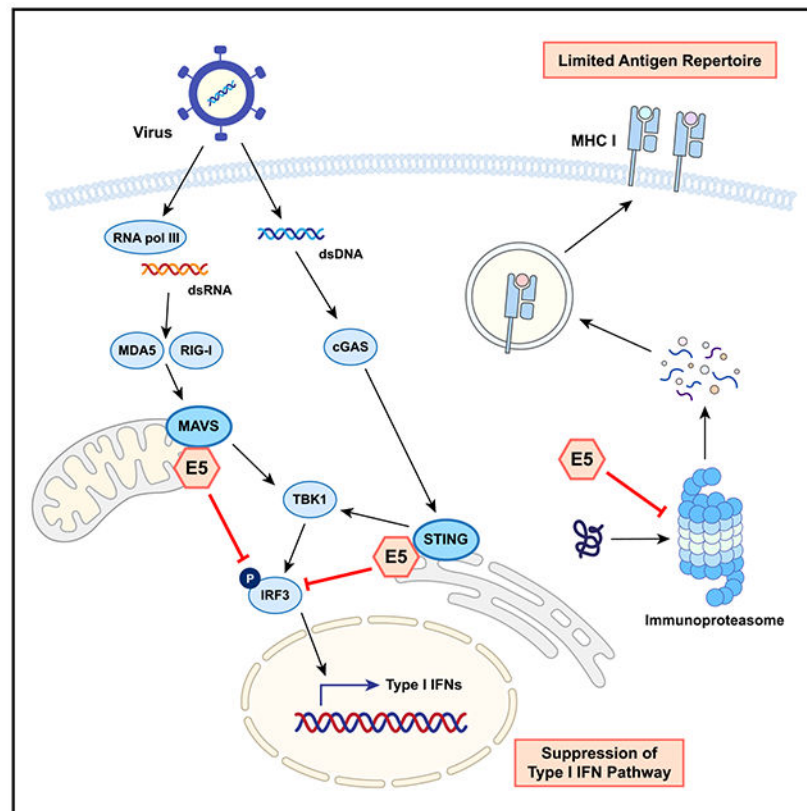 Limited Antigen Repertoire
Virus
MHC I
RNA pol III
dsRNA
dsDNA
MDA5
RIG-I
cGAS
MAVS
E5
TBK1
E5
STING
E5
P
IRF3
Immunoproteasome
Type I IFNs
Suppression of
Type I IFN Pathway